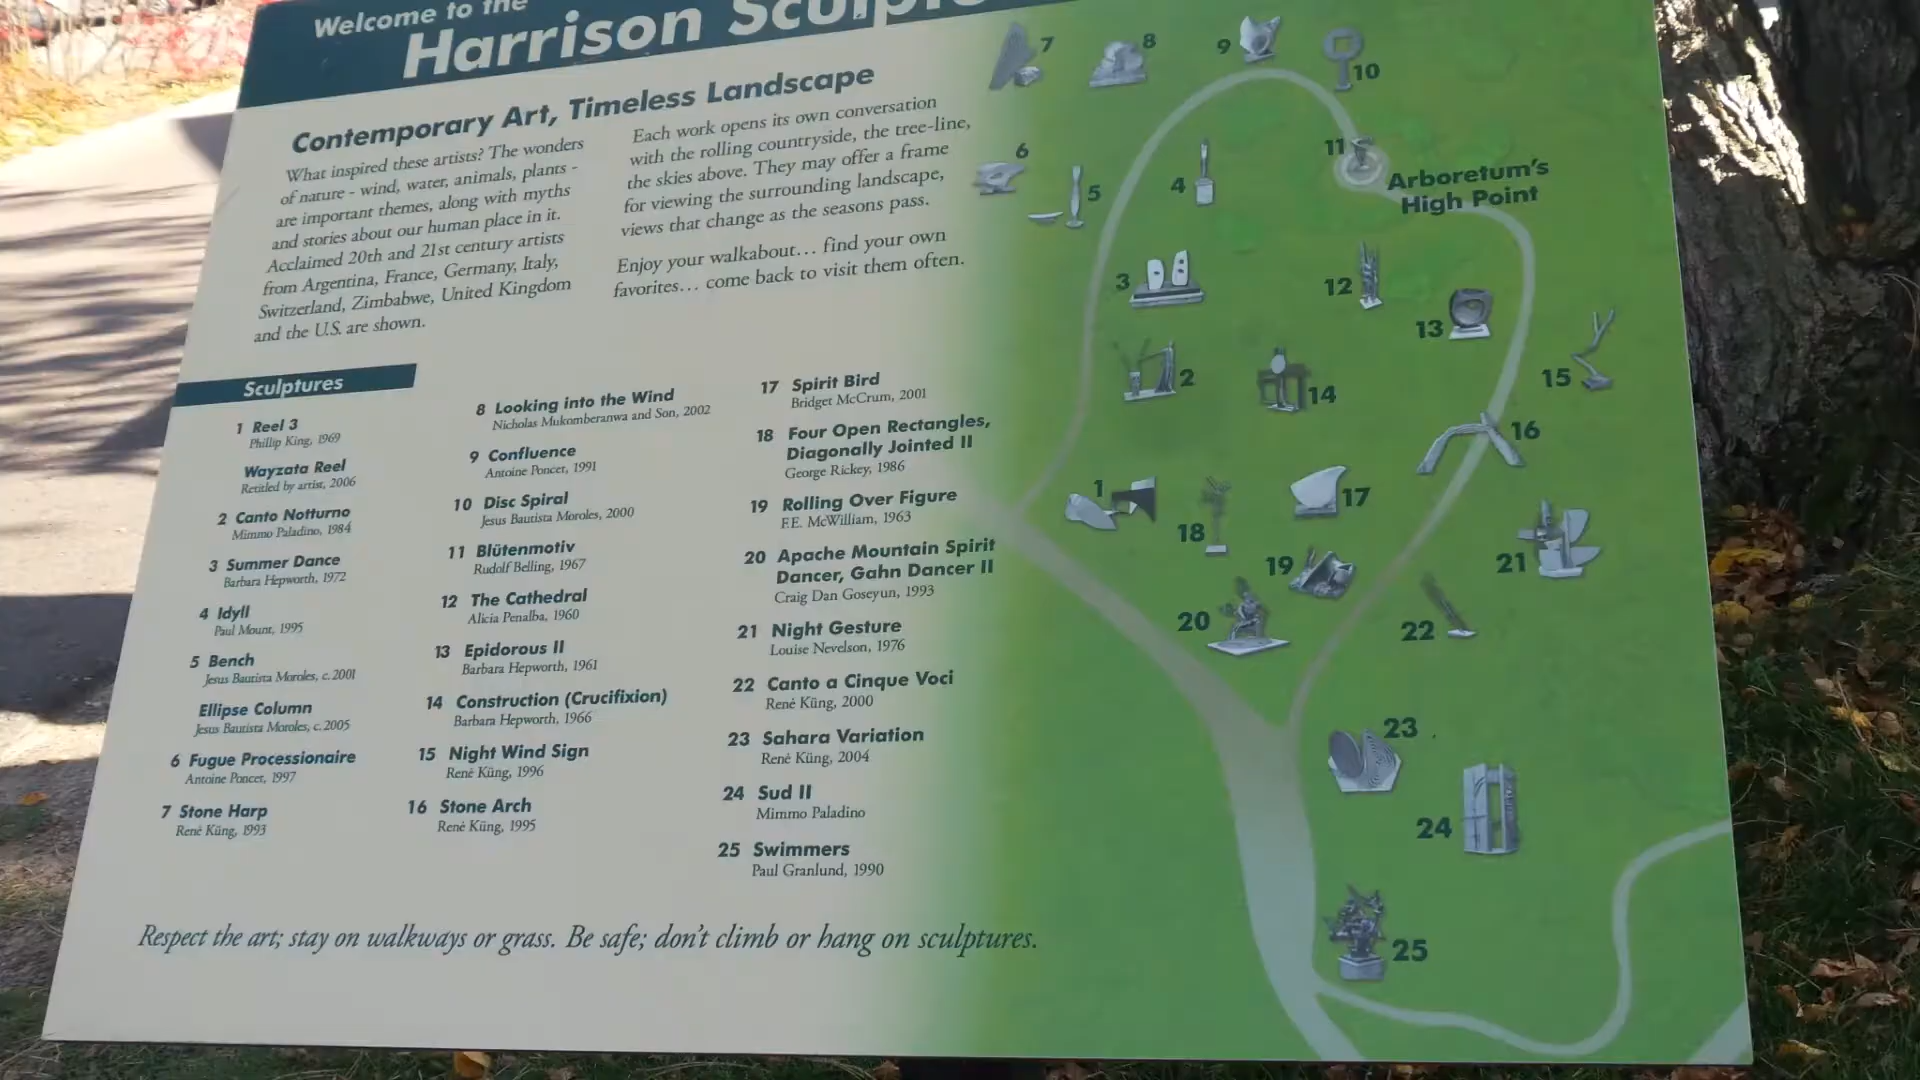 Welcome to the
Harrison
Contemporary Art, Timeless Landscape
What inspired these artists? The wonders
of nature - wind, water, animals, plants -
are important themes, along with myths
and stories about our human place in it.
Acclaimed 20th and 21st century artists
from Argentina, France, Germany, Italy,
Switzerland, Zimbabwe, United Kingdom
and the U.S. are shown.
Each work opens its own conversation
with the rolling countryside, the tree-line,
the skies above. They may offer a frame
for viewing the surrounding landscape,
views that change as the seasons pass.
Enjoy your walkabout... find your own
favorites... come back to visit them often.
Sculptures
1 Reel 3
Phillip King, 1969
Wayzata Reel
Retitled by artist, 2006
2 Canto Notturno
Mimmo Paladino, 1984
3 Summer Dance
Barbara Hepworth, 1972
4 Idyll
Paul Mount, 1995
5 Bench
Jesus Bautista Moroles, c.2001
Ellipse Column
Jesus Bautista Moroles, c.2005
6 Fugue Processionaire
Antoine Poncet, 1997
7 Stone Harp
René Küng, 1993
8 Looking into the Wind
Nicholas Mukomberanwa and Son, 2002
9 Confluence
Antoine Poncet, 1991
10 Disc Spiral
Jesus Bautista Moroles, 2000
11 Blütenmotiv
Rudolf Belling, 1967
12 The Cathedral
Alicia Penalba, 1960
13 Epidorous II
Barbara Hepworth, 1961
14 Construction (Crucifixion)
Barbara Hepworth, 1966
15 Night Wind Sign
René Küng, 1996
16 Stone Arch
René Küng, 1995
17 Spirit Bird
Bridget McCrum, 2001
18 Four Open Rectangles,
Diagonally Jointed II
George Rickey, 1986
19 Rolling Over Figure
F.E. McWilliam, 1963
20 Apache Mountain Spirit
Dancer, Gahn Dancer II
Craig Dan Goseyun, 1993
21 Night Gesture
Louise Nevelson, 1976
22 Canto a Cinque Voci
René Küng, 2000
23 Sahara Variation
René Küng, 2004
24 Sud II
Mimmo Paladino
25 Swimmers
Paul Granlund, 1990
Respect the art; stay on walkways or grass. Be safe; don't climb or hang on sculptures.
7
8
9
10
6
5
4
11
Arboretum's
High Point
3
12
13
2
14
15
16
1
17
18
19
21
20
22
23
24
25